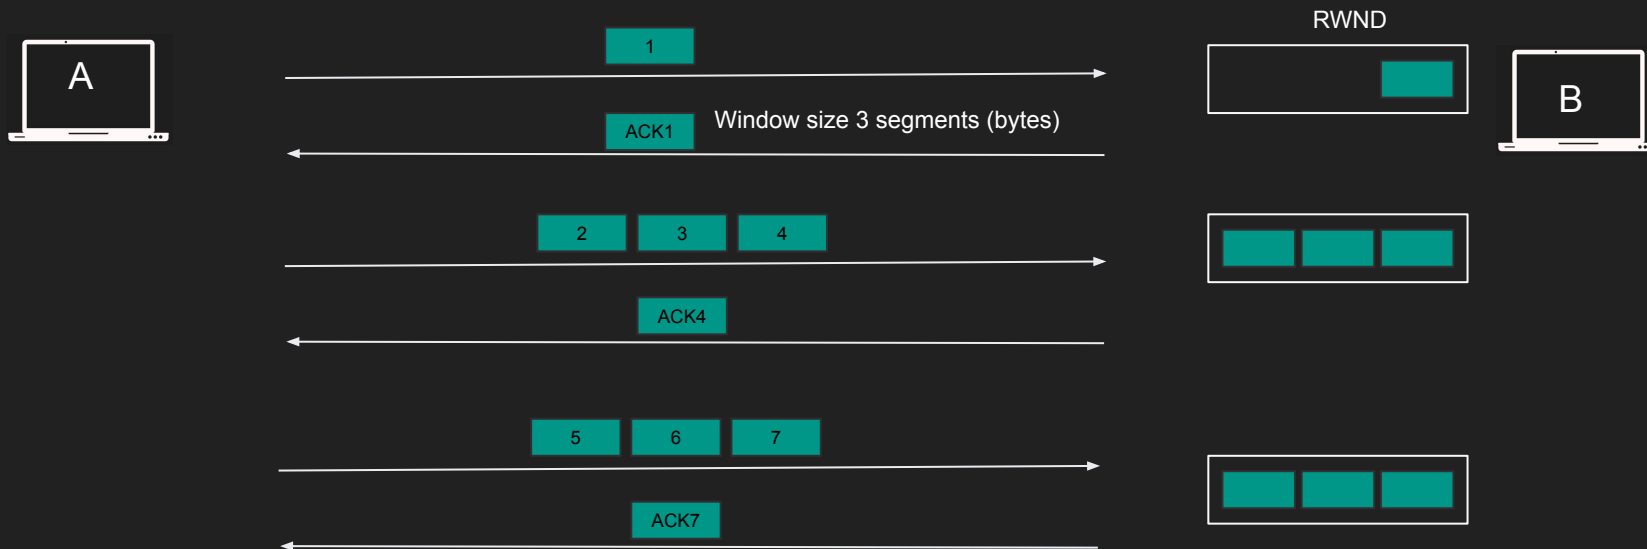 RWND
A
1
B
ACK1
Window size 3 segments (bytes)
2 3 4
ACK4
5 6 7
ACK7